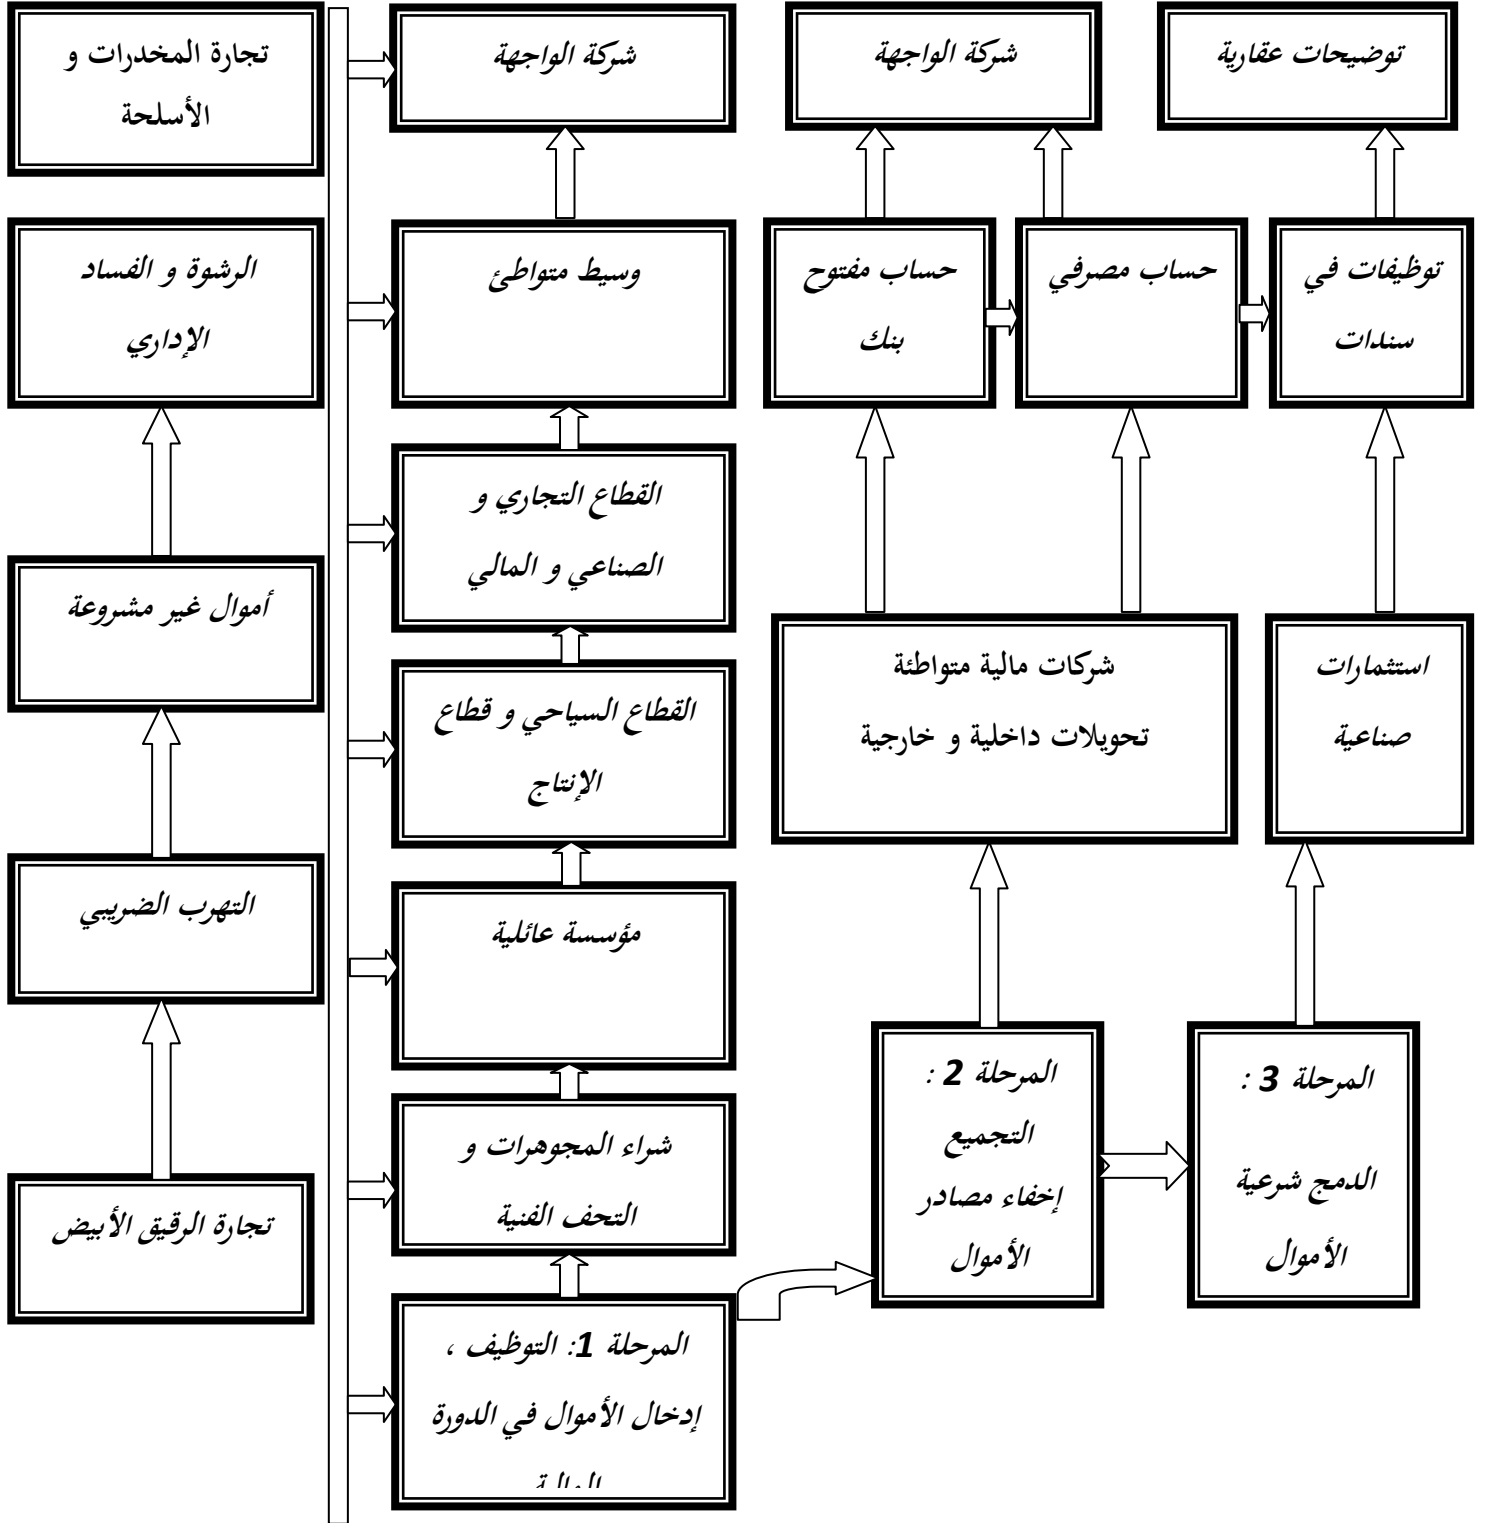 تجارة المخدرات و
الأسلحة
شركة الواجهة
شركة الواجهة
توضيحات عقارية
الرشوة و الفساد
الإداري
وسيط متواطئ
حساب مفتوح
بنك
حساب مصرفي
توظيفات في
سندات
القطاع التجاري و
الصناعي و المالي
أموال غير مشروعة
القطاع السياحي و قطاع
الإنتاج
شركات مالية متواطئة
تحويلات داخلية و خارجية
استثمارات
صناعية
التهرب الضريبي
مؤسسة عائلية
المرحلة 2 :
التجميع
إخفاء مصادر
الأموال
المرحلة 3 :
الدمج شرعية
الأموال
شراء المجوهرات و
التحف الفنية
تجارة الرقيق الأبيض
المرحلة 1: التوظيف ،
إدخال الأموال في الدورة
المالية